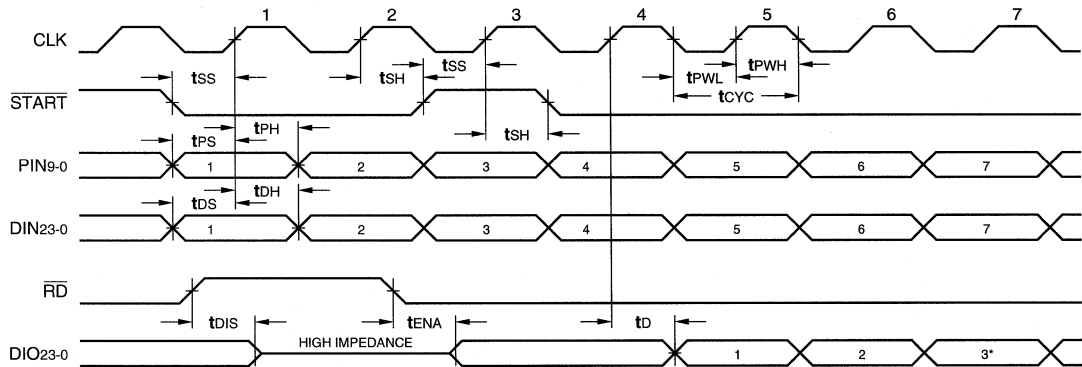 1 2 3 4 5 6 7
CLK
tSS tSH tSS tPWL tPWH
tCYC
START
tPS tPH tSH
PIN9-0 1 2 3 4 5 6 7
tDS tDH
DIN23-0 1 2 3 4 5 6 7
RD
tDIS tENA tD
HIGH IMPEDANCE
DIO23-0 1 2 3*